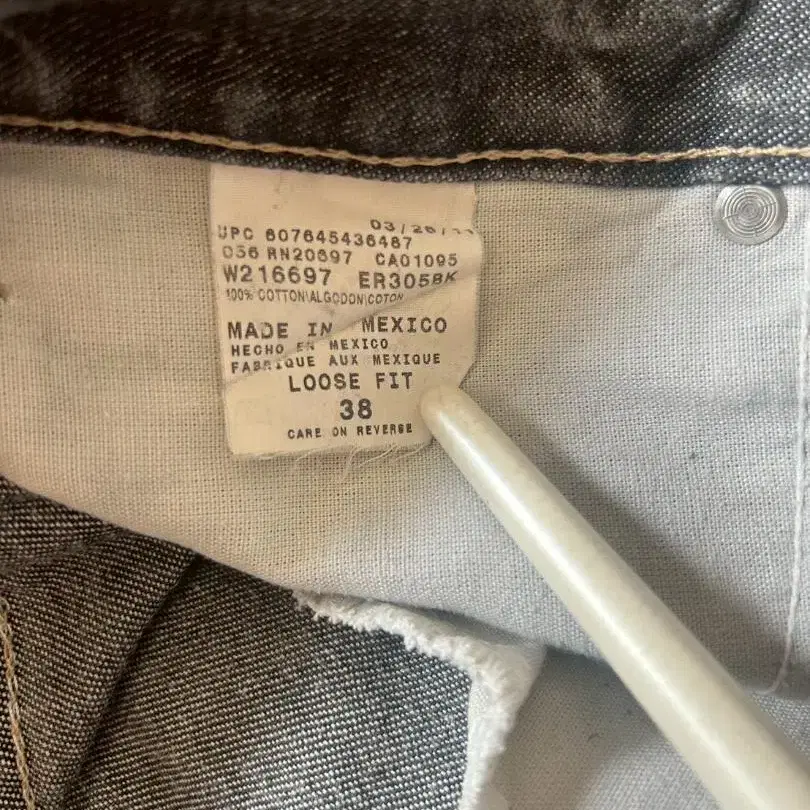 03/26/11
UPC 607645436487
056 RN20697 CA01095
W216697 ER305BK
100% COTTON\ALGODON\COTON
MADE IN MEXICO
HECHO EN MEXICO
FABRIQUE AUX MEXIQUE
LOOSE FIT
38
CARE ON REVERSE